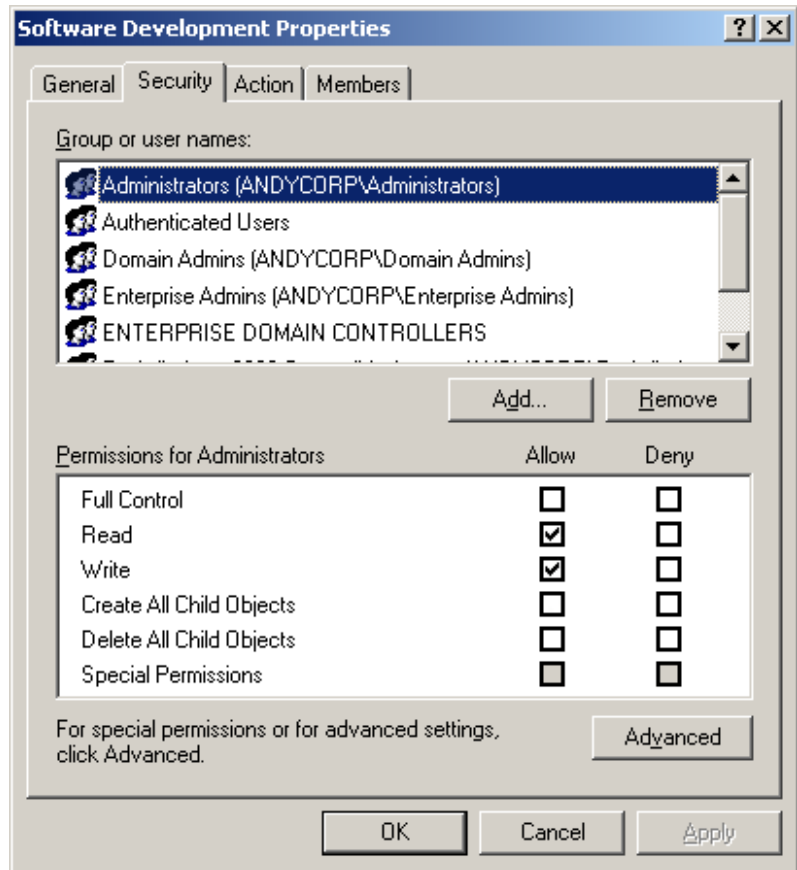 Software Development Properties
General Security Action Members
Group or user names:
Administrators (ANDYCORP\Administrators)
Authenticated Users
Domain Admins (ANDYCORP\Domain Admins)
Enterprise Admins (ANDYCORP\Enterprise Admins)
ENTERPRISE DOMAIN CONTROLLERS
Add... Remove
Permissions for Administrators Allow Deny
Full Control
Read
Write
Create All Child Objects
Delete All Child Objects
Special Permissions
For special permissions or for advanced settings,
click Advanced.
Advanced
OK Cancel Apply